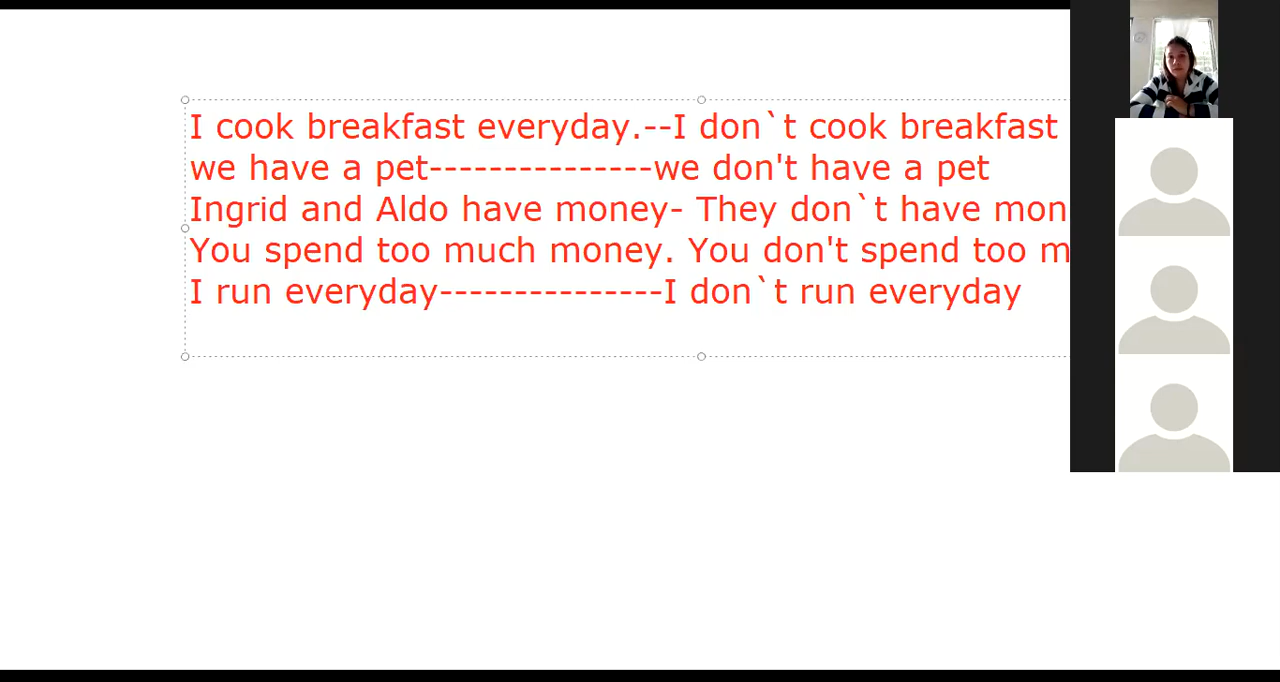 I cook breakfast everyday.--I don`t cook breakfast
we have a pet---------------we don't have a pet
Ingrid and Aldo have money- They don`t have mon
You spend too much money. You don't spend too m
I run everyday---------------I don`t run everyday